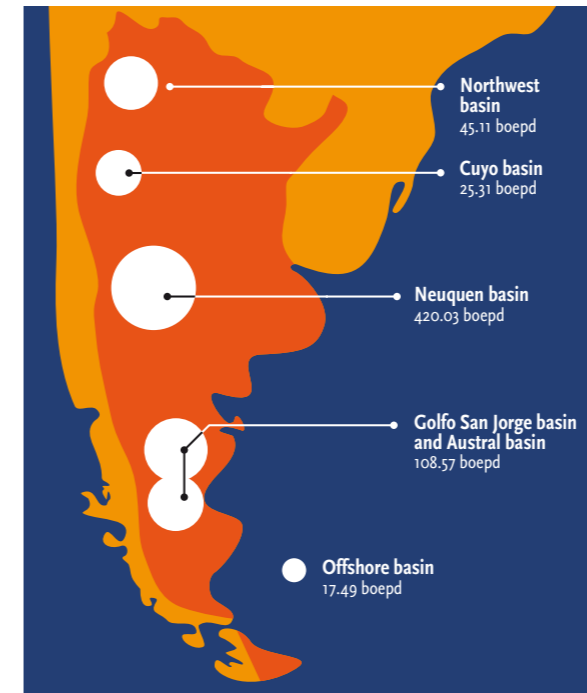 Northwest
basin
45.11 boepd
Cuyo basin
25.31 boepd
Neuquen basin
420.03 boepd
Golfo San Jorge basin
and Austral basin
108.57 boepd
Offshore basin
17.49 boepd